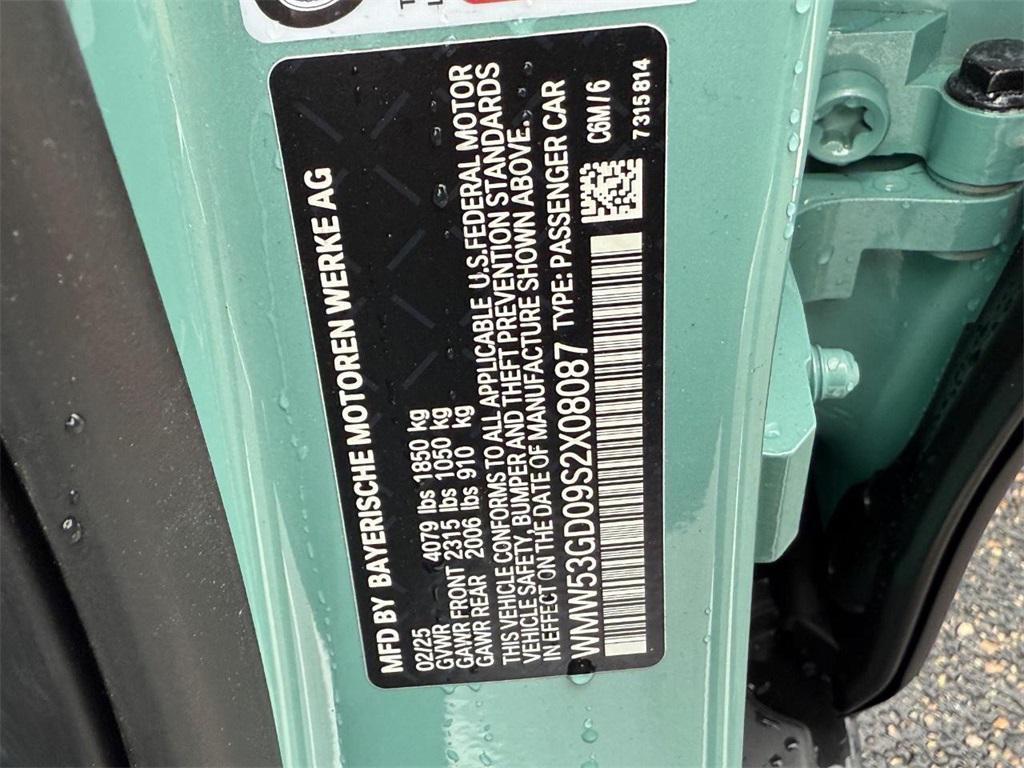 MFD BY BAYERISCHE MOTOREN WERKE AG
02/25
GVWR 4079 lbs 1850 kg
GAWR FRONT 2315 lbs 1050 kg
GAWR REAR 2006 lbs 910 kg
THIS VEHICLE CONFORMS TO ALL APPLICABLE U.S.FEDERAL MOTOR
VEHICLE SAFETY, BUMPER AND THEFT PREVENTION STANDARDS
IN EFFECT ON THE DATE OF MANUFACTURE SHOWN ABOVE.
WMW53GD09S2X08087 TYPE: PASSENGER CAR
C6M / 6
7 315 814